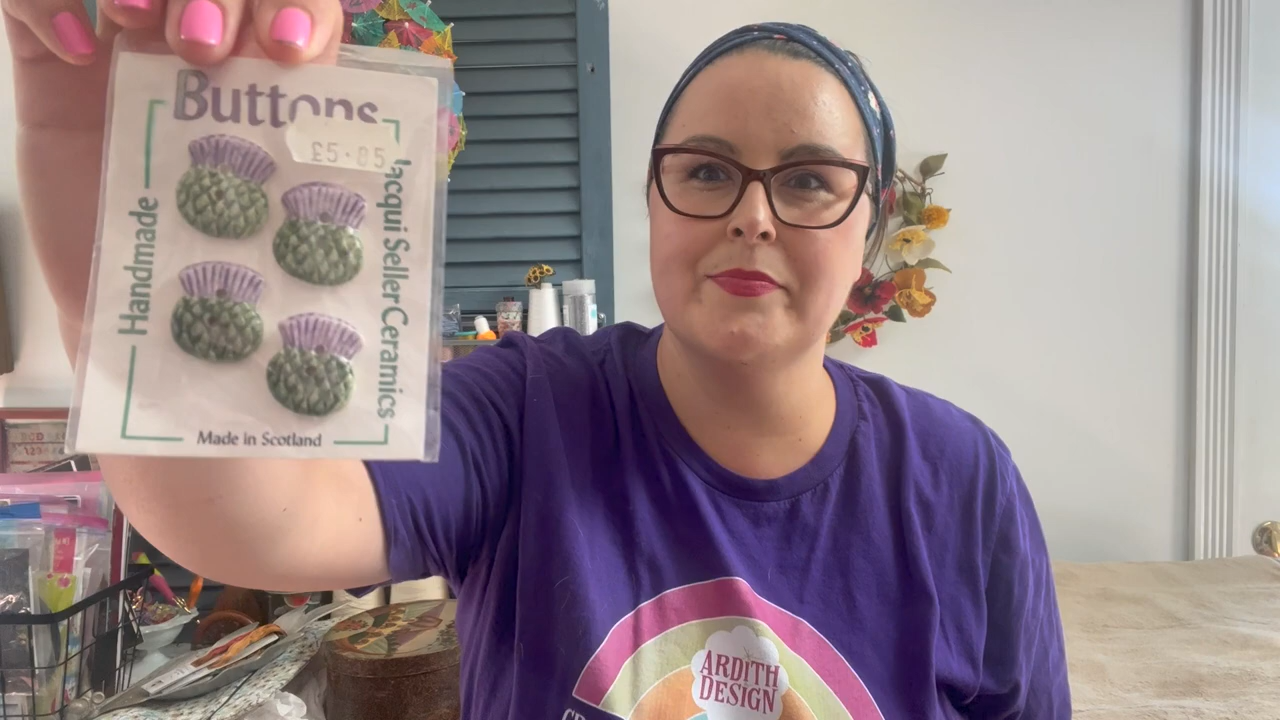 Buttons
£5.85
Handmade
Jacqui Seller Ceramics
Made in Scotland
ARDITH
DESIGN